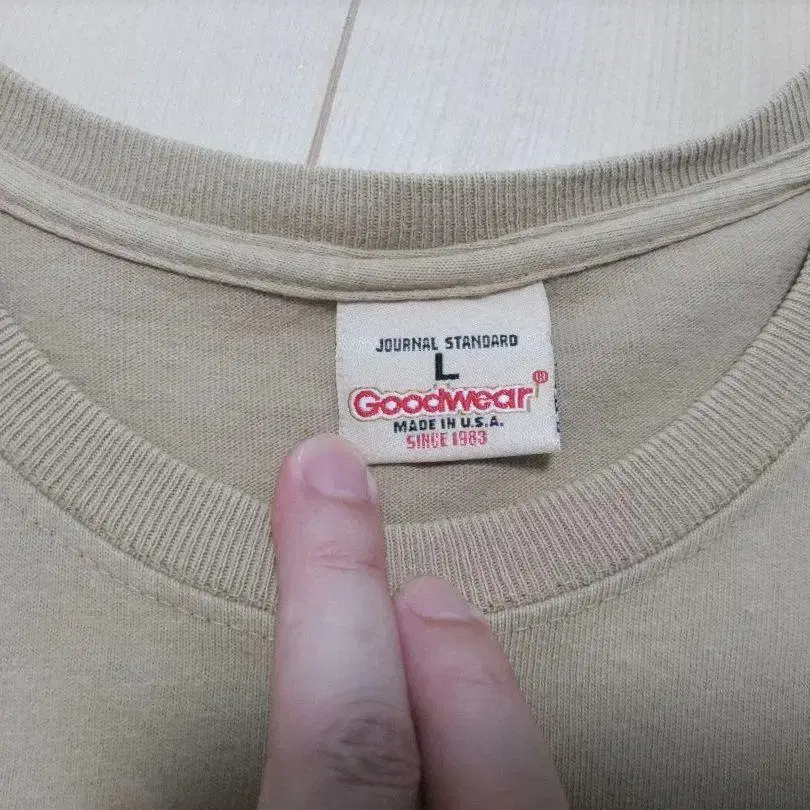 JOURNAL STANDARD
L
Goodwear®
MADE IN U.S.A.
SINCE 1983